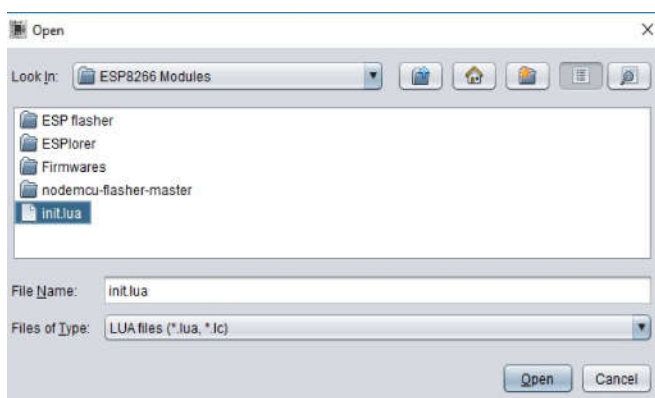 Open
Look In: ESP8266 Modules
ESP flasher
ESPlorer
Firmwares
nodemcu-flasher-master
init.lua
File Name: init.lua
Files of Type: LUA files (*.lua, *.lc)
Open Cancel